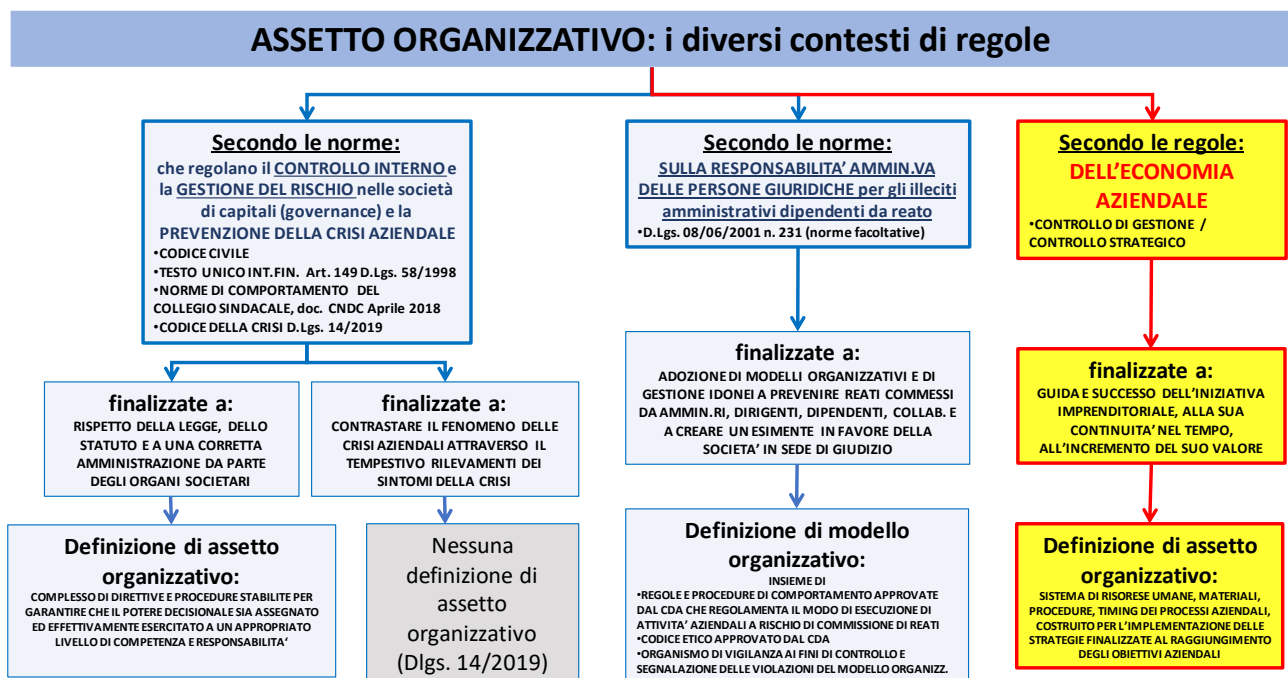 ASSETTO ORGANIZZATIVO: i diversi contesti di regole
Secondo le norme:
che regolano il CONTROLLO INTERNO e
la GESTIONE DEL RISCHIO nelle società
di capitali (governance) e la
PREVENZIONE DELLA CRISI AZIENDALE
•CODICE CIVILE
•TESTO UNICO INT.FIN. Art. 149 D.Lgs. 58/1998
•NORME DI COMPORTAMENTO DEL
COLLEGIO SINDACALE, doc. CNDC Aprile 2018
•CODICE DELLA CRISI D.Lgs. 14/2019
Secondo le norme:
SULLA RESPONSABILITA’ AMMIN.VA
DELLE PERSONE GIURIDICHE per gli illeciti
amministrativi dipendenti da reato
•D.Lgs. 08/06/2001 n. 231 (norme facoltative)
Secondo le regole:
DELL’ECONOMIA
AZIENDALE
•CONTROLLO DI GESTIONE /
CONTROLLO STRATEGICO
finalizzate a:
RISPETTO DELLA LEGGE, DELLO
STATUTO E A UNA CORRETTA
AMMINISTRAZIONE DA PARTE
DEGLI ORGANI SOCIETARI
finalizzate a:
CONTRASTARE IL FENOMENO DELLE
CRISI AZIENDALI ATTRAVERSO IL
TEMPESTIVO RILEVAMENTI DEI
SINTOMI DELLA CRISI
finalizzate a:
ADOZIONE DI MODELLI ORGANIZZATIVI E DI
GESTIONE IDONEI A PREVENIRE REATI COMMESSI
DA AMMIN.RI, DIRIGENTI, DIPENDENTI, COLLAB. E
A CREARE UN ESIMENTE IN FAVORE DELLA
SOCIETA’ IN SEDE DI GIUDIZIO
finalizzate a:
GUIDA E SUCCESSO DELL’INIZIATIVA
IMPRENDITORIALE, ALLA SUA
CONTINUITA’ NEL TEMPO,
ALL’INCREMENTO DEL SUO VALORE
Definizione di assetto
organizzativo:
COMPLESSO DI DIRETTIVE E PROCEDURE STABILITE PER
GARANTIRE CHE IL POTERE DECISIONALE SIA ASSEGNATO
ED EFFETTIVAMENTE ESERCITATO A UN APPROPRIATO
LIVELLO DI COMPETENZA E RESPONSABILITA‘
Nessuna
definizione di
assetto
organizzativo
(Dlgs. 14/2019)
Definizione di modello
organizzativo:
INSIEME DI
•REGOLE E PROCEDURE DI COMPORTAMENTO APPROVATE
DAL CDA CHE REGOLAMENTA IL MODO DI ESECUZIONE DI
ATTIVITA’ AZIENDALI A RISCHIO DI COMMISSIONE DI REATI
•CODICE ETICO APPROVATO DAL CDA
•ORGANISMO DI VIGILANZA AI FINI DI CONTROLLO E
SEGNALAZIONE DELLE VIOLAZIONI DEL MODELLO ORGANIZZ.
Definizione di assetto
organizzativo:
SISTEMA DI RISORESE UMANE, MATERIALI,
PROCEDURE, TIMING DEI PROCESSI AZIENDALI,
COSTRUITO PER L’IMPLEMENTAZIONE DELLE
STRATEGIE FINALIZZATE AL RAGGIUNGIMENTO
DEGLI OBIETTIVI AZIENDALI